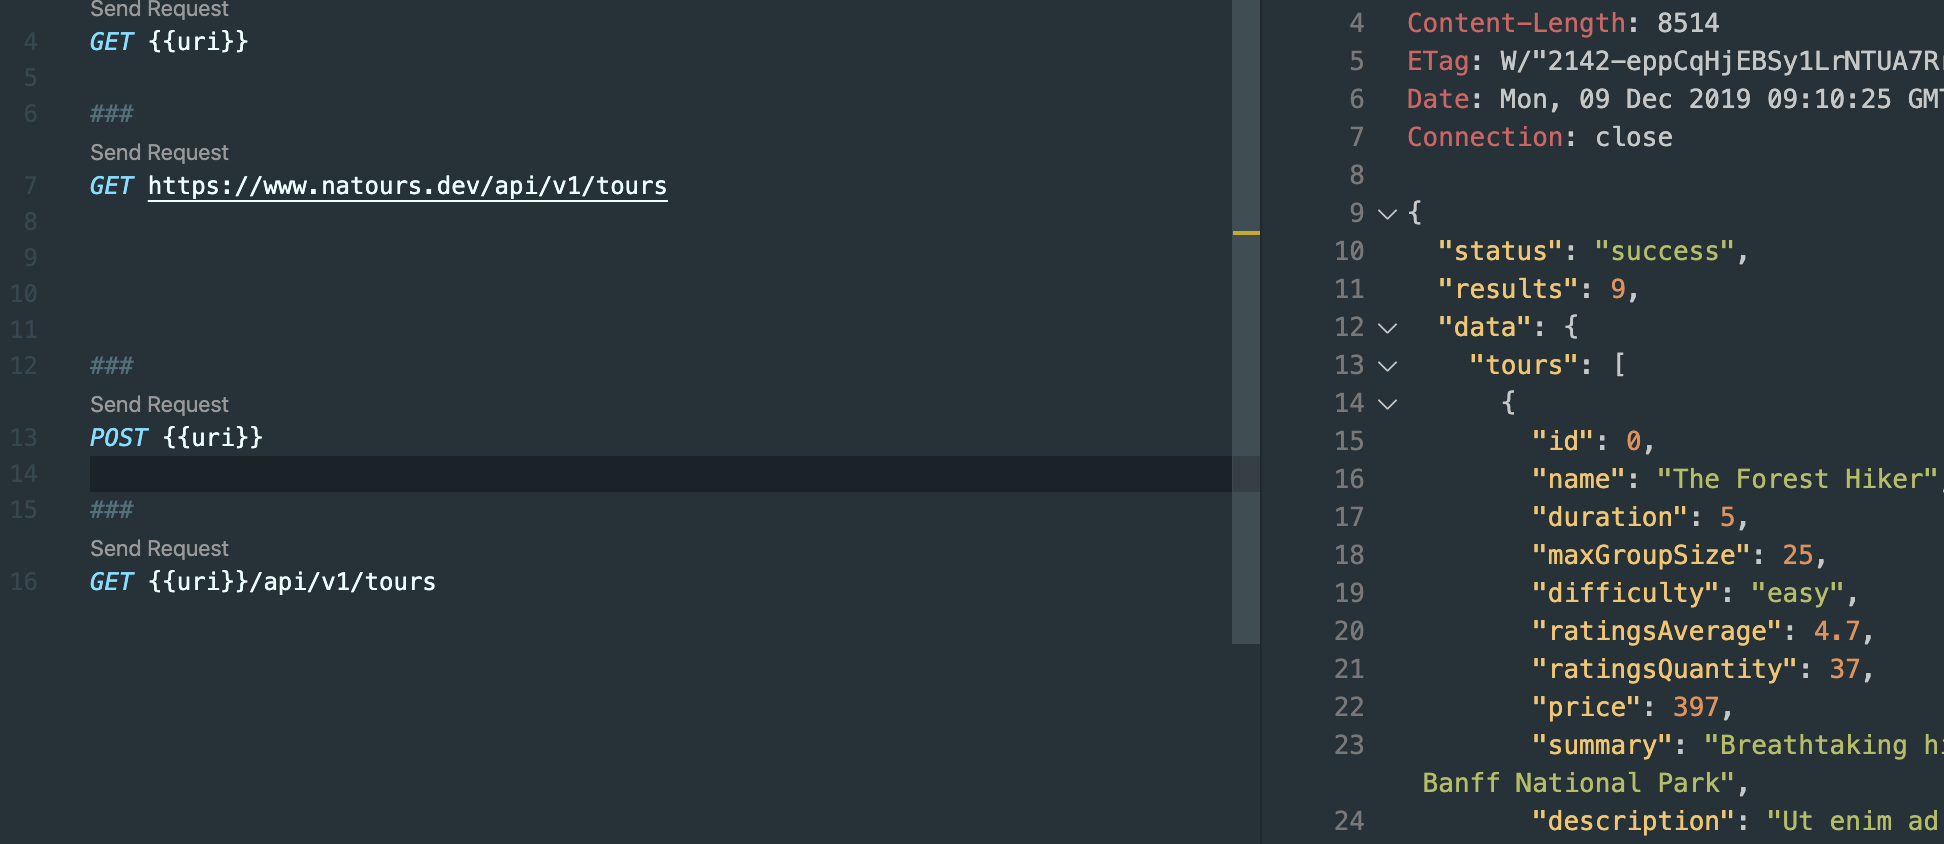 Send Request
4 GET {{uri}}
5
6 ###
Send Request
7 GET https://www.natours.dev/api/v1/tours
8
9
10
11
12 ###
Send Request
13 POST {{uri}}
14
15 ###
Send Request
16 GET {{uri}}/api/v1/tours
4 Content-Length: 8514
5 ETag: W/"2142-eppCqHjEBSy1LrNTUA7R
6 Date: Mon, 09 Dec 2019 09:10:25 GMT
7 Connection: close
8
9 {
10 "status": "success",
11 "results": 9,
12 "data": {
13 "tours": [
14 {
15 "id": 0,
16 "name": "The Forest Hiker",
17 "duration": 5,
18 "maxGroupSize": 25,
19 "difficulty": "easy",
20 "ratingsAverage": 4.7,
21 "ratingsQuantity": 37,
22 "price": 397,
23 "summary": "Breathtaking hi
Banff National Park",
24 "description": "Ut enim ad